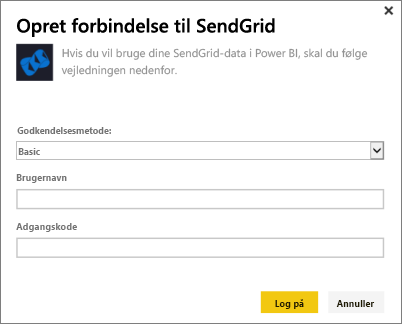 Opret forbindelse til SendGrid
Hvis du vil bruge dine SendGrid-data i Power BI, skal du følge
vejledningen nedenfor.
Godkendelsesmetode:
Basic
Brugernavn
Adgangskode
Log på
Annuller